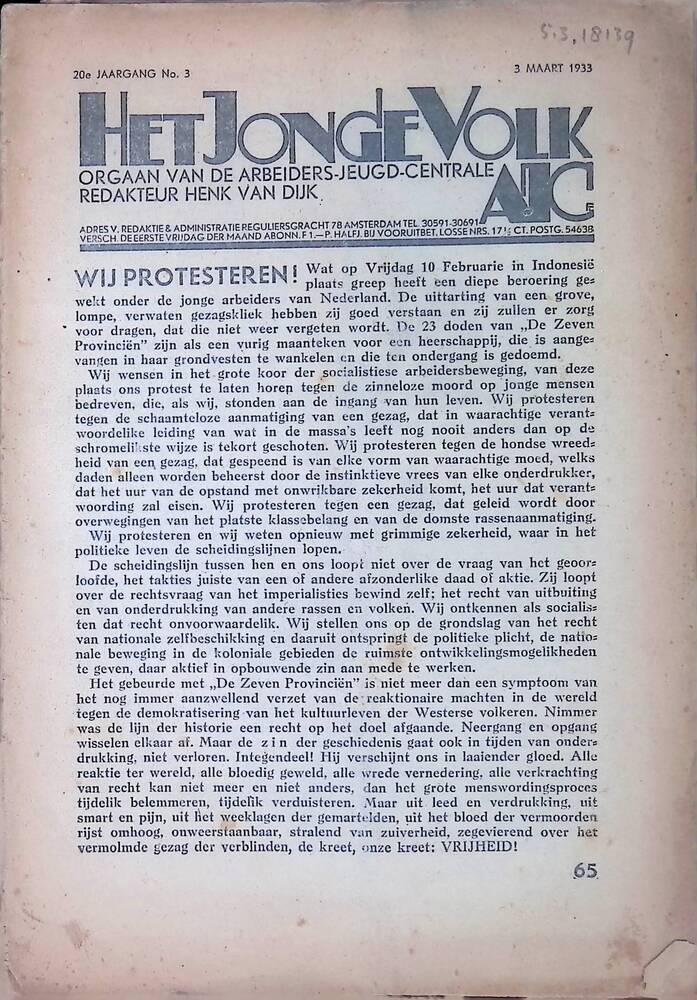 5.3,18139
20e JAARGANG No. 3
3 MAART 1933
HET JONGE VOLK
ORGAAN VAN DE ARBEIDERS-JEUGD-CENTRALE
REDAKTEUR HENK VAN DIJK
AJC
ADRES V. REDAKTIE & ADMINISTRATIE REGULIERSGRACHT 78 AMSTERDAM TEL. 30591-30691
VERSCH. DE EERSTE VRIJDAG DER MAAND ABONN. F 1.—P. HALFJ. BIJ VOORUITBET. LOSSE NRS. 17½ CT. POSTG. 54638
WIJ PROTESTEREN! Wat op Vrijdag 10 Februarie in Indonesië
plaats greep heeft een diepe beroering ge=
wekt onder de jonge arbeiders van Nederland. De uittarting van een grove,
lompe, verwaten gezagskliek hebben zij goed verstaan en zij zullen er zorg
voor dragen, dat die niet weer vergeten wordt. De 23 doden van „De Zeven
Provinciën” zijn als een vurig maanteken voor een heerschappij, die is aange=
vangen in haar grondvesten te wankelen en die ten ondergang is gedoemd.
Wij wensen in het grote koor der socialistiese arbeidersbeweging, van deze
plaats ons protest te laten horen tegen de zinneloze moord op jonge mensen
bedreven, die, als wij, stonden aan de ingang van hun leven. Wij protesteren
tegen de schaamteloze aanmatiging van een gezag, dat in waarachtige verant=
woordelike leiding van wat in de massa's leeft nog nooit anders dan op de
schromelikste wijze is tekort geschoten. Wij protesteren tegen de hondse wreed=
heid van een gezag, dat gespeend is van elke vorm van waarachtige moed, welks
daden alleen worden beheerst door de instinktieve vrees van elke onderdrukker,
dat het uur van de opstand met onwrikbare zekerheid komt, het uur dat verant=
woording zal eisen. Wij protesteren tegen een gezag, dat geleid wordt door
overwegingen van het platste klassebelang en van de domste rassenaanmatiging.
Wij protesteren en wij weten opnieuw met grimmige zekerheid, waar in het
politieke leven de scheidingslijnen lopen.
De scheidingslijn tussen hen en ons loopt niet over de vraag van het geoor=
loofde, het takties juiste van een of andere afzonderlike daad of aktie. Zij loopt
over de rechtsvraag van het imperialisties bewind zelf; het recht van uitbuiting
en van onderdrukking van andere rassen en volken. Wij ontkennen als socialis=
ten dat recht onvoorwaardelik. Wij stellen ons op de grondslag van het recht
van nationale zelfbeschikking en daaruit ontspringt de politieke plicht, de natio=
nale beweging in de koloniale gebieden de ruimste ontwikkelingsmogelikheden
te geven, daar aktief in opbouwende zin aan mede te werken.
Het gebeurde met „De Zeven Provinciën” is niet meer dan een symptoom van
het nog immer aanzwellend verzet van de reaktionaire machten in de wereld
tegen de demokratisering van het kultuurleven der Westerse volkeren. Nimmer
was de lijn der historie een recht op het doel afgaande. Neergang en opgang
wisselen elkaar af. Maar de zin der geschiedenis gaat ook in tijden van onder=
drukking, niet verloren. Integendeel! Hij verschijnt ons in laaiender gloed. Alle
reaktie ter wereld, alle bloedig geweld, alle wrede vernedering, alle verkrachting
van recht kan niet meer en niet anders, dan het grote menswordingsproces
tijdelik belemmeren, tijdelik verduisteren. Maar uit leed en verdrukking, uit
smart en pijn, uit het weeklagen der gemartelden, uit het bloed der vermoorden
rijst omhoog, onweerstaanbaar, stralend van zuiverheid, zegevierend over het
vermolmde gezag der verblinden, de kreet, onze kreet: VRIJHEID!
65